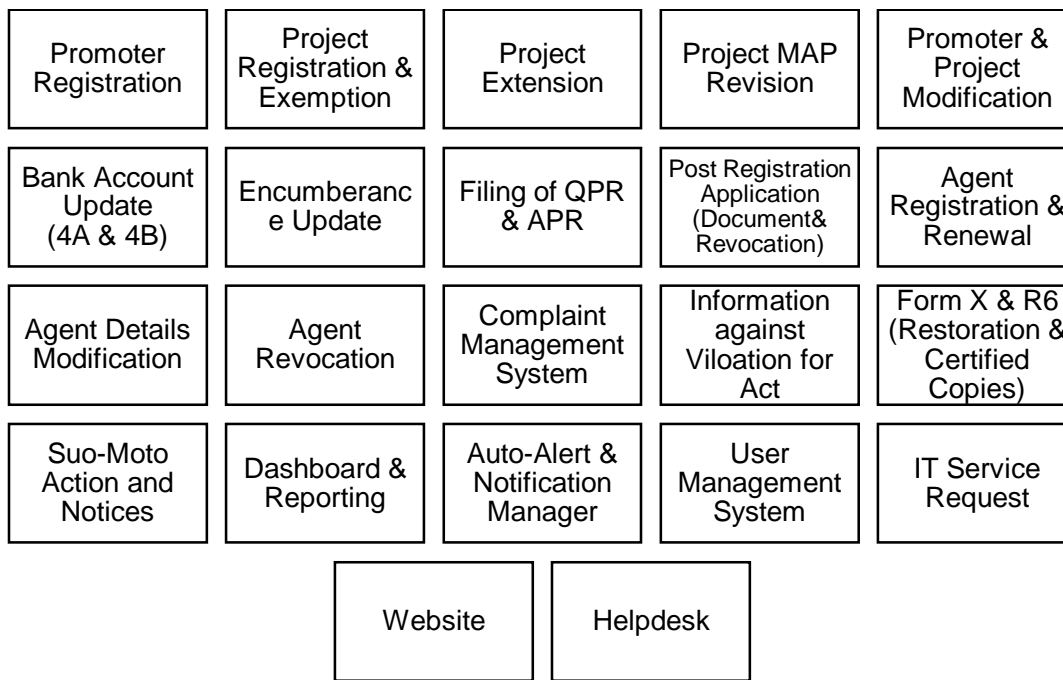 Promoter
Registration
Project
Registration &
Exemption
Project
Extension
Project MAP
Revision
Promoter &
Project
Modification
Bank Account
Update
(4A & 4B)
Encumberanc
e Update
Filing of QPR
& APR
Post Registration
Application
(Document&
Revocation)
Agent
Registration &
Renewal
Agent Details
Modification
Agent
Revocation
Complaint
Management
System
Information
against
Viloation for
Act
Form X & R6
(Restoration &
Certified
Copies)
Suo-Moto
Action and
Notices
Dashboard &
Reporting
Auto-Alert &
Notification
Manager
User
Management
System
IT Service
Request
Website
Helpdesk